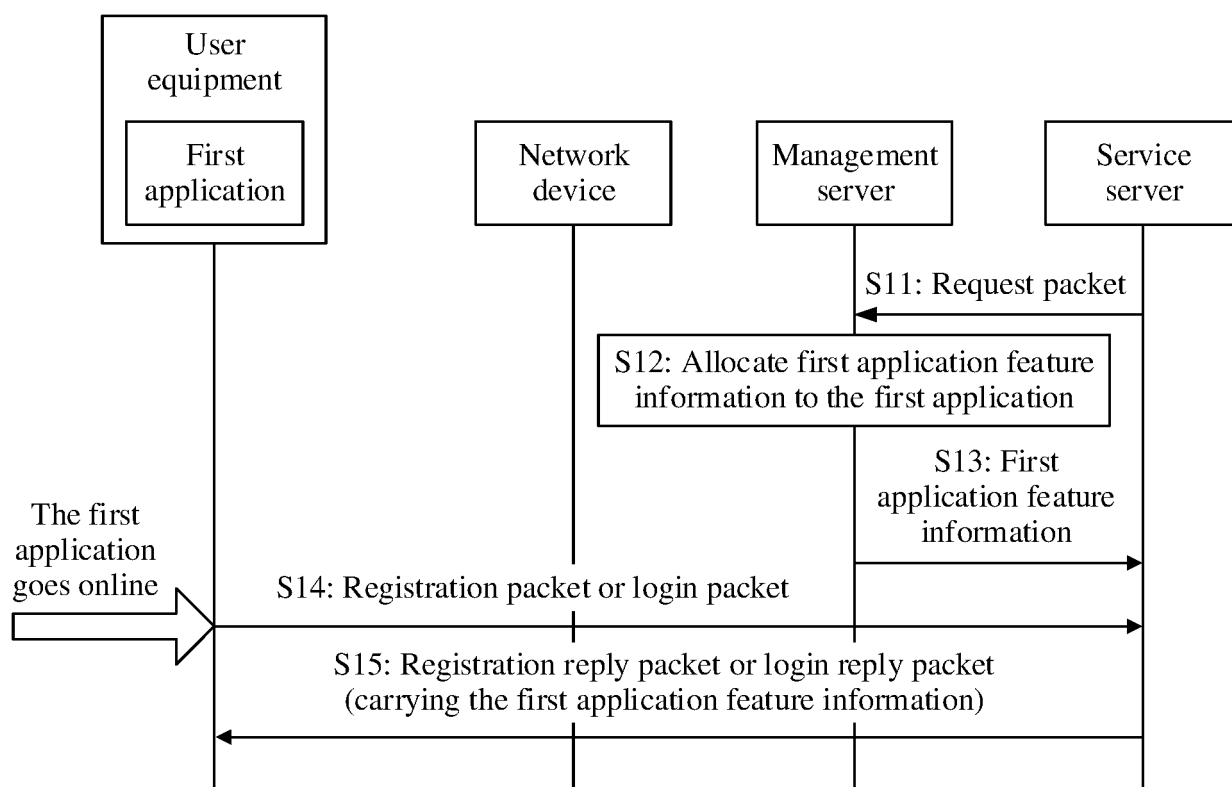 User
equipment
First
application
Network
device
Management
server
Service
server
S11: Request packet
S12: Allocate first application feature
information to the first application
S13: First
application feature
information
The first
application
goes online
S14: Registration packet or login packet
S15: Registration reply packet or login reply packet
(carrying the first application feature information)